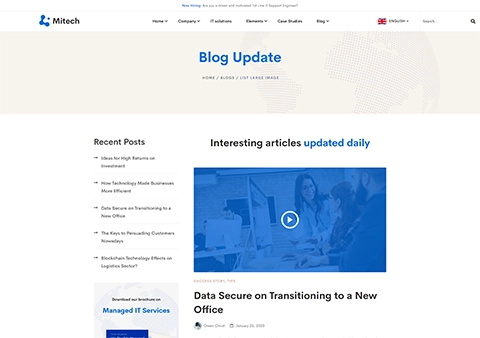 Now Hiring: Are you a driven and motivated 1st Line IT Support Engineer?
Mitech
Home Company IT solutions Elements Case Studies Blog
ENGLISH
Search...
Blog Update
HOME / BLOGS / LIST LARGE IMAGE
Recent Posts
Ideas for High Returns on
Investment
How Technology Made Businesses
More Efficient
Data Secure on Transitioning to a
New Office
The Keys to Persuading Customers
Nowadays
Blockchain Technology Effects on
Logistics Sector?
Download our brochure on
Managed IT Services
Interesting articles updated daily
SUCCESS STORY, TIPS
Data Secure on Transitioning to a New
Office
Owen Christ January 10, 2020